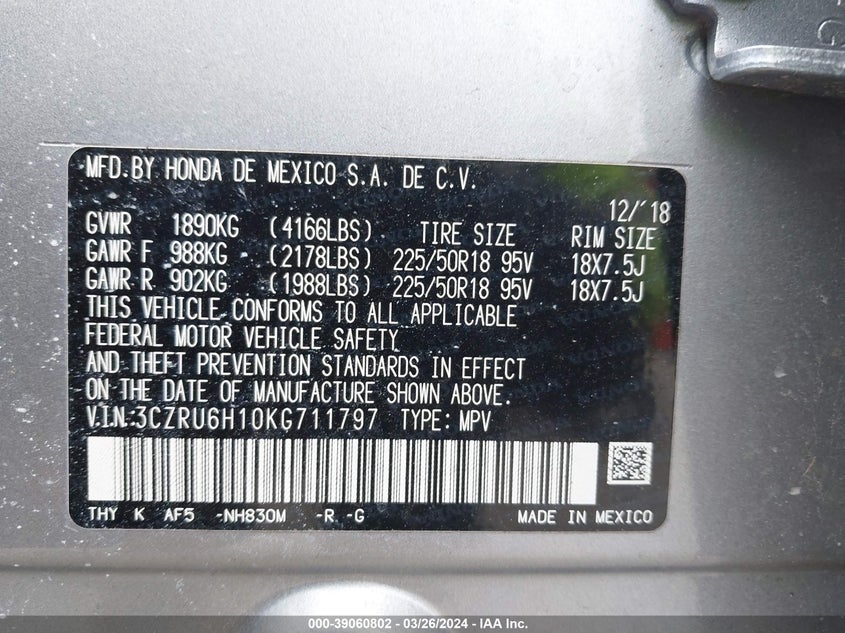 MFD. BY HONDA DE MEXICO S.A. DE C.V.
12/'18
GVWR 1890KG (4166LBS) TIRE SIZE RIM SIZE
GAWR F 988KG (2178LBS) 225/50R18 95V 18X7.5J
GAWR R 902KG (1988LBS) 225/50R18 95V 18X7.5J
THIS VEHICLE CONFORMS TO ALL APPLICABLE
FEDERAL MOTOR VEHICLE SAFETY
AND THEFT PREVENTION STANDARDS IN EFFECT
ON THE DATE OF MANUFACTURE SHOWN ABOVE.
V.I.N: 3CZRU6H10KG711797 TYPE: MPV
THY K AF5 -NH830M -R -G
MADE IN MEXICO
000-39060802 - 03/26/2024 - IAA Inc.